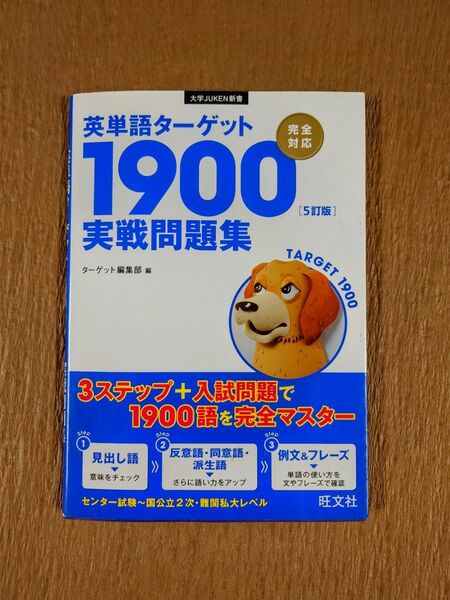 大学JUKEN新書
英単語ターゲット
完全
対応
1900
[5訂版]
実戦問題集
ターゲット編集部 編
TARGET 1900
3ステップ+入試問題で
1900語を完全マスター
Step
1
見出し語
意味をチェック
Step
2
反意語・同意語・
派生語
さらに語い力をアップ
Step
3
例文&フレーズ
単語の使い方を
文やフレーズで確認
センター試験~国公立2次・難関私大レベル
旺文社